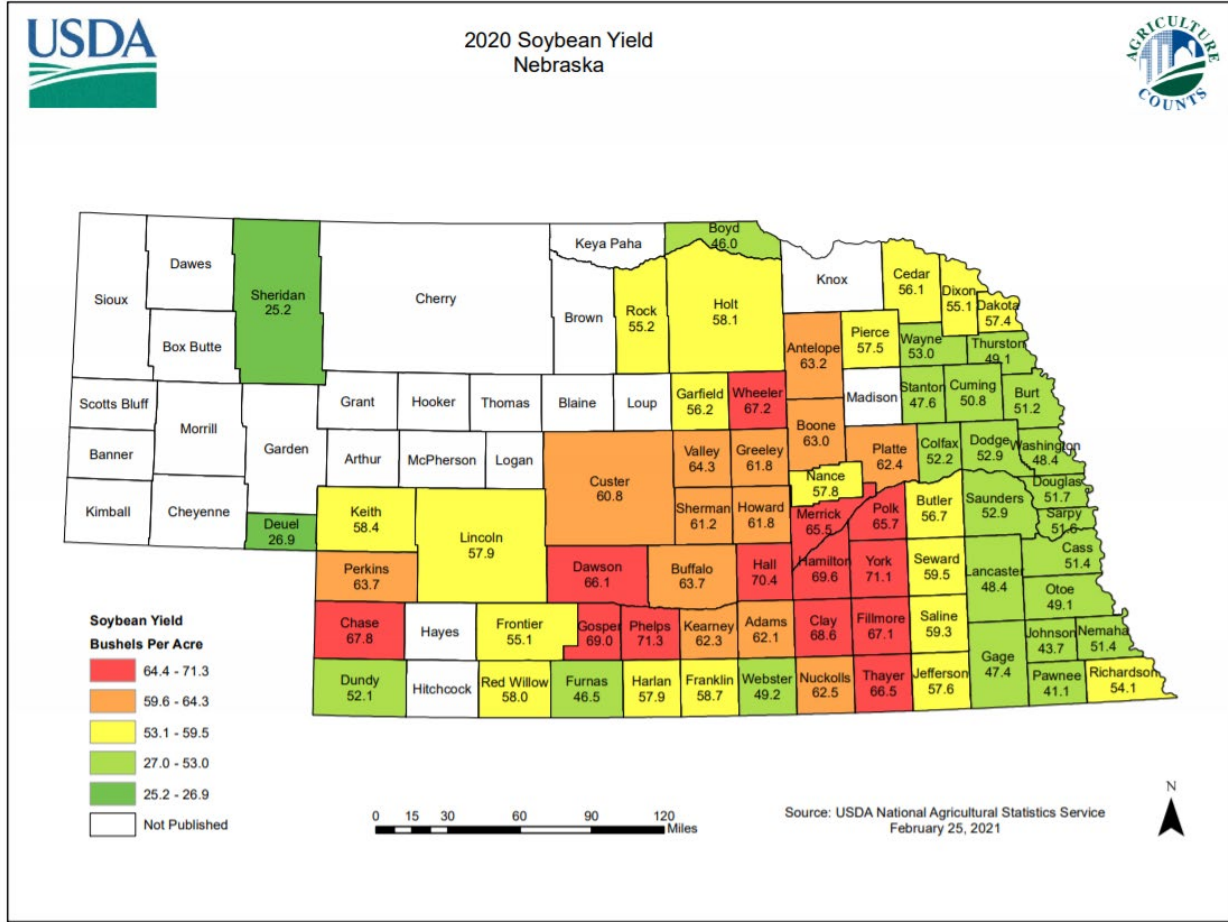 USDA
2020 Soybean Yield
Nebraska
AGRICULTURE
COUNTS
Sioux
Dawes
Box Butte
Sheridan
25.2
Cherry
Keya Paha
Boyd
46.0
Brown
Rock
55.2
Holt
58.1
Knox
Cedar
56.1
Dixon
55.1
Dakota
57.4
Antelope
63.2
Pierce
57.5
Wayne
53.0
Thurston
49.1
Scotts Bluff
Banner
Kimball
Morrill
Cheyenne
Garden
Deuel
26.9
Grant
Hooker
Thomas
Blaine
Loup
Garfield
56.2
Wheeler
67.2
Madison
Stanton
47.6
Cuming
50.8
Burt
51.2
Arthur
McPherson
Logan
Custer
60.8
Valley
64.3
Greeley
61.8
Boone
63.0
Platte
62.4
Colfax
52.2
Dodge
52.9
Washington
48.4
Nance
57.8
Douglas
51.7
Sarpy
51.6
Keith
58.4
Lincoln
57.9
Sherman
61.2
Howard
61.8
Merrick
65.5
Polk
65.7
Butler
56.7
Saunders
52.9
Perkins
63.7
Dawson
66.1
Buffalo
63.7
Hall
70.4
Hamilton
69.6
York
71.1
Seward
59.5
Lancaster
48.4
Cass
51.4
Otoe
49.1
Chase
67.8
Hayes
Frontier
55.1
Gosper
69.0
Phelps
71.3
Kearney
62.3
Adams
62.1
Clay
68.6
Fillmore
67.1
Saline
59.3
Gage
47.4
Johnson
43.7
Nemaha
51.4
Dundy
52.1
Hitchcock
Red Willow
58.0
Furnas
46.5
Harlan
57.9
Franklin
58.7
Webster
49.2
Nuckolls
62.5
Thayer
66.5
Jefferson
57.6
Pawnee
41.1
Richardson
54.1
Soybean Yield
Bushels Per Acre
64.4 - 71.3
59.6 - 64.3
53.1 - 59.5
27.0 - 53.0
25.2 - 26.9
Not Published
0 15 30 60 90 120
Miles
Source: USDA National Agricultural Statistics Service
February 25, 2021
N